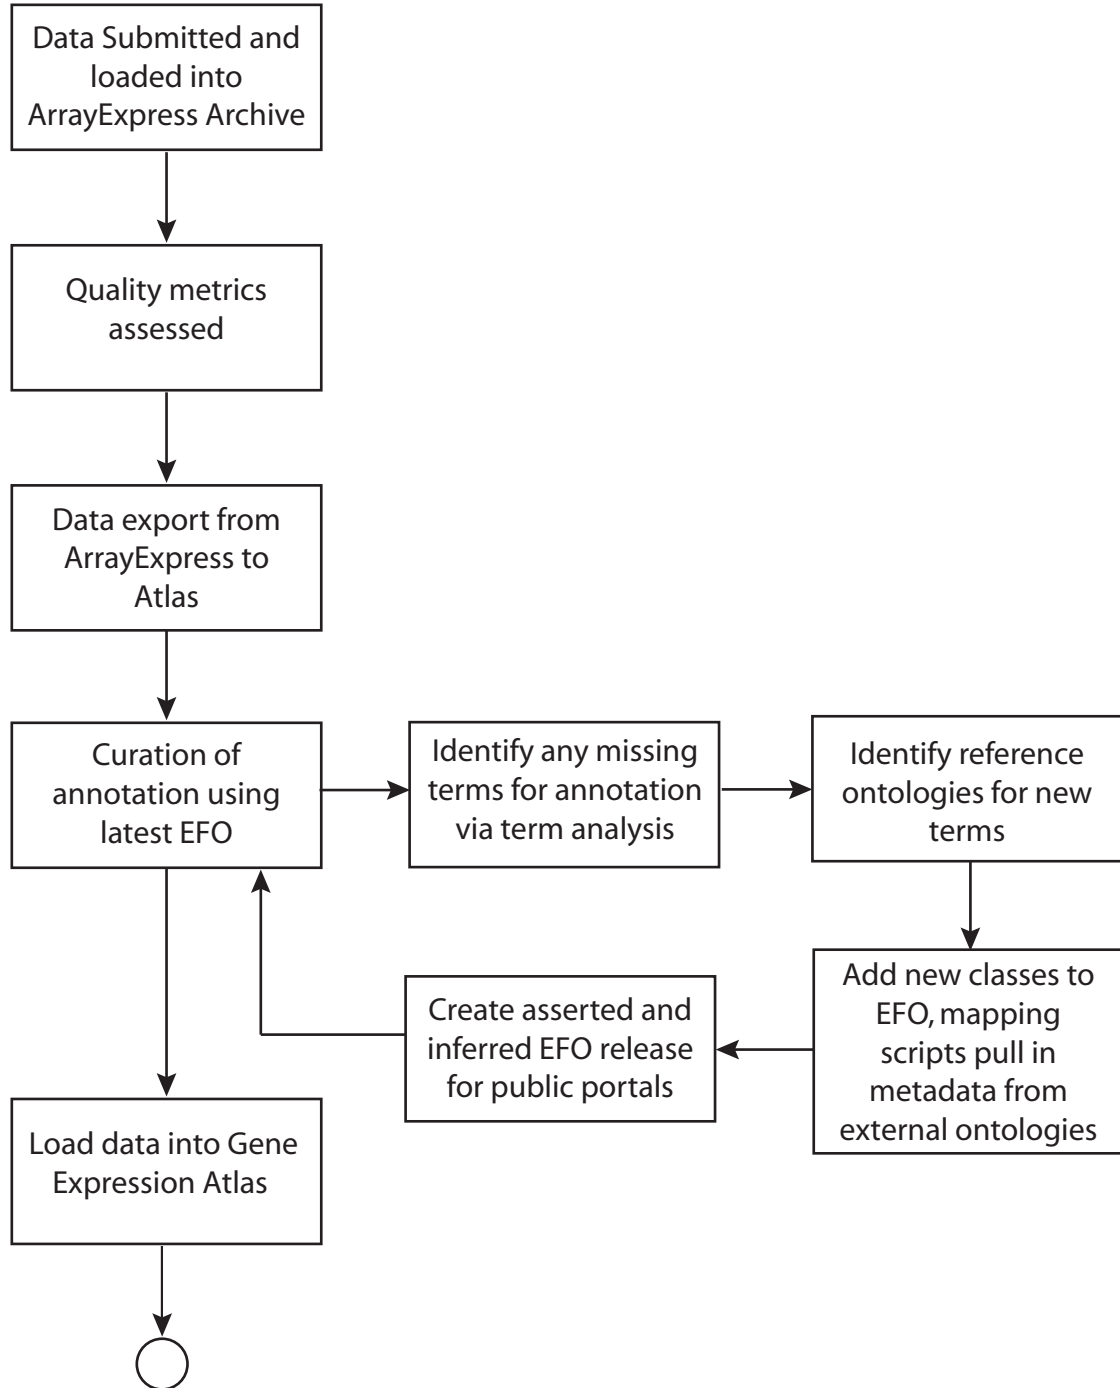 Data Submitted and
loaded into
ArrayExpress Archive
Quality metrics
assessed
Data export from
ArrayExpress to
Atlas
Curation of
annotation using
latest EFO
Identify any missing
terms for annotation
via term analysis
Identify reference
ontologies for new
terms
Add new classes to
EFO, mapping
scripts pull in
metadata from
external ontologies
Create asserted and
inferred EFO release
for public portals
Load data into Gene
Expression Atlas